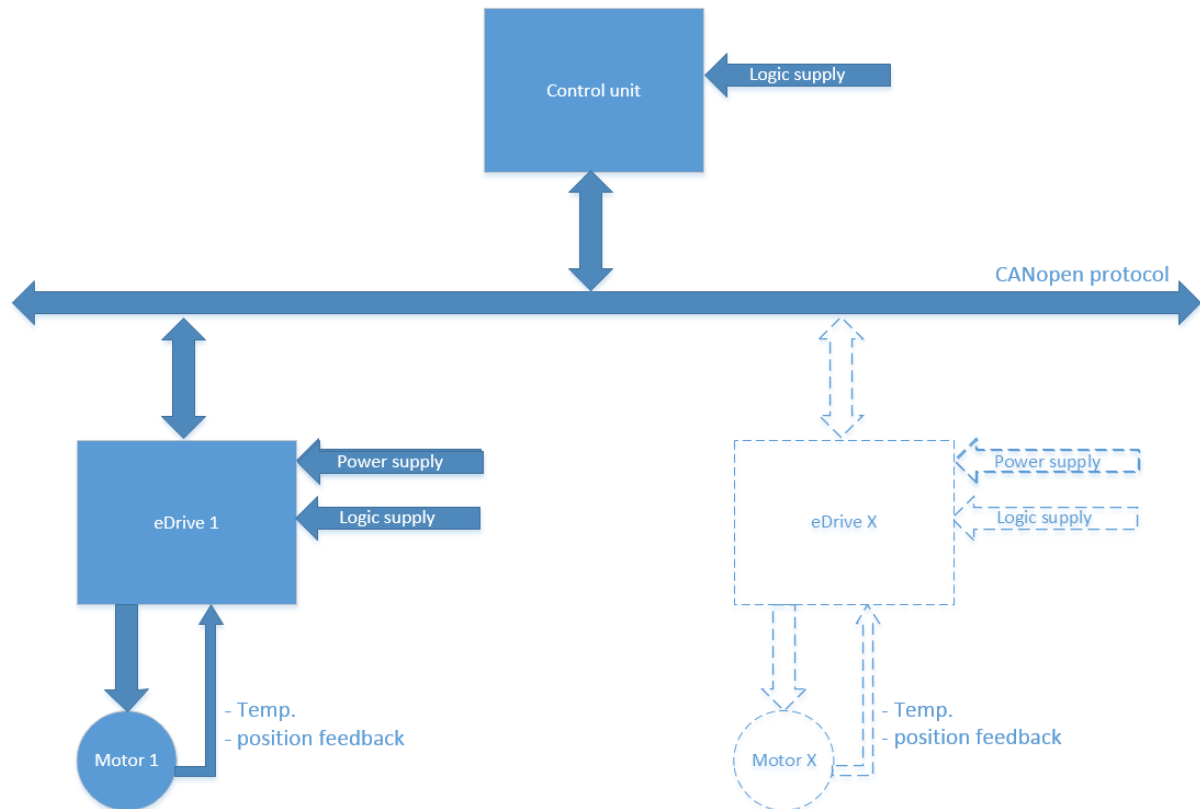 Control unit
Logic supply
CANopen protocol
Power supply
Logic supply
eDrive 1
Power supply
Logic supply
eDrive X
- Temp.
- position feedback
Motor 1
- Temp.
- position feedback
Motor X